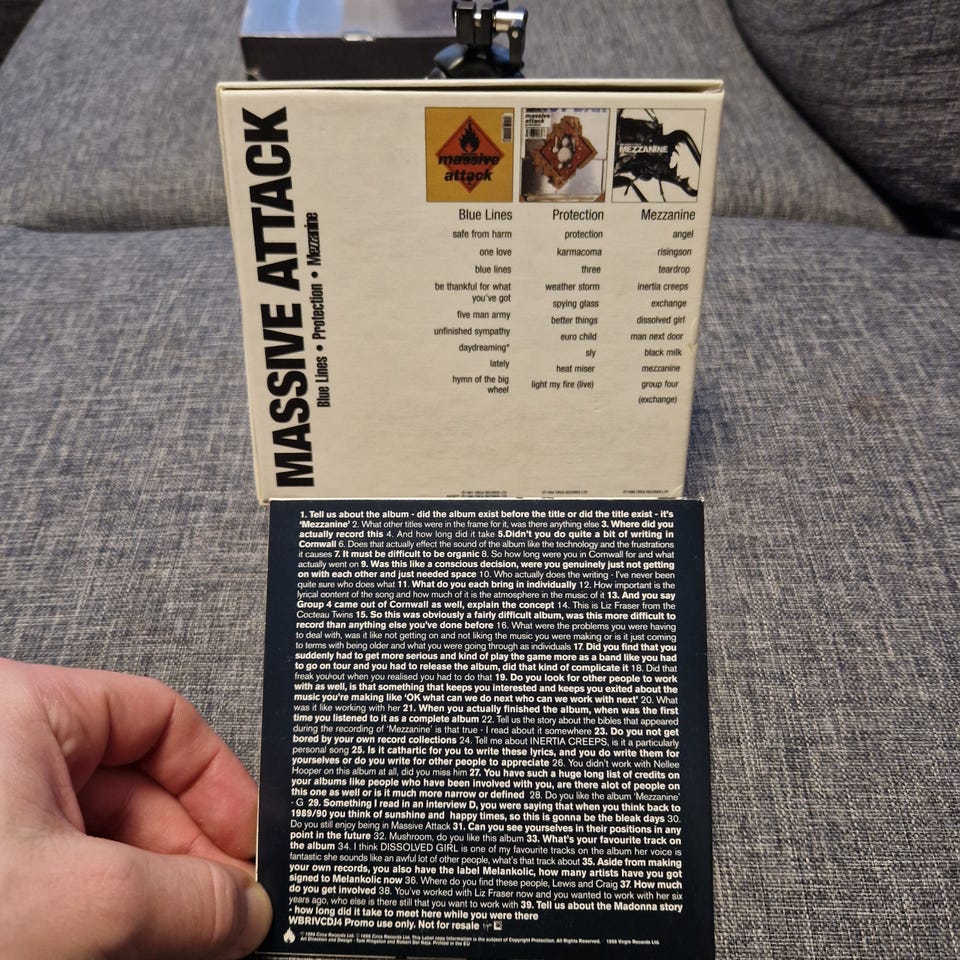 MASSIVE ATTACK
Blue Lines • Protection • Mezzanine
massive
attack
massive
attack
MEZZANINE
Blue Lines
safe from harm
one love
blue lines
be thankful for what
you've got
five man army
unfinished sympathy
daydreaming*
lately
hymn of the big
wheel
Protection
protection
karmacoma
three
weather storm
spying glass
better things
euro child
sly
heat miser
light my fire (live)
Mezzanine
angel
risingson
teardrop
inertia creeps
exchange
dissolved girl
man next door
black milk
mezzanine
group four
(exchange)
1. Tell us about the album - did the album exist before the title or did the title exist - it's
'Mezzanine' 2. What other titles were in the frame for it, was there anything else 3. Where did you
actually record this 4. And how long did it take 5.Didn't you do quite a bit of writing in
Cornwall 6. Does that actually effect the sound of the album like the technology and the frustrations
it causes 7. It must be difficult to be organic 8. So how long were you in Cornwall for and what
actually went on 9. Was this like a conscious decision, were you genuinely just not getting
on with each other and just needed space 10. Who actually does the writing - I've never been
quite sure who does what 11. What do you each bring in individually 12. How important is the
lyrical content of the song and how much of it is the atmosphere in the music of it 13. And you say
Group 4 came out of Cornwall as well, explain the concept 14. This is Liz Fraser from the
Cocteau Twins 15. So this was obviously a fairly difficult album, was this more difficult to
record than anything else you've done before 16. What were the problems you were having
to deal with, was it like not getting on and not liking the music you were making or is it just coming
to terms with being older and what you were going through as individuals 17. Did you find that you
suddenly had to get more serious and kind of play the game more as a band like you had
to go on tour and you had to release the album, did that kind of complicate it 18. Did that
freak you out when you realised you had to do that 19. Do you look for other people to work
with as well, is that something that keeps you interested and keeps you exited about the
music you're making like 'OK what can we do next who can we work with next' 20. What
was it like working with her 21. When you actually finished the album, when was the first
time you listened to it as a complete album 22. Tell us the story about the bibles that appeared
during the recording of 'Mezzanine' is that true - I read about it somewhere 23. Do you not get
bored by your own record collections 24. Tell me about INERTIA CREEPS, is it a particularly
personal song 25. Is it cathartic for you to write these lyrics, and you do write them for
yourselves or do you write for other people to appreciate 26. You didn't work with Nellee
Hooper on this album at all, did you miss him 27. You have such a huge long list of credits on
your albums like people who have been involved with you, are there alot of people on
this one as well or is it much more narrow or defined 28. Do you like the album 'Mezzanine'
- G 29. Something I read in an interview D, you were saying that when you think back to
1989/90 you think of sunshine and happy times, so this is gonna be the bleak days 30.
Do you still enjoy being in Massive Attack 31. Can you see yourselves in their positions in any
point in the future 32. Mushroom, do you like this album 33. What's your favourite track on
the album 34. I think DISSOLVED GIRL is one of my favourite tracks on the album her voice is
fantastic she sounds like an awful lot of other people, what's that track about 35. Aside from making
your own records, you also have the label Melankolic, how many artists have you got
signed to Melankolic now 36. Where do you find these people, Lewis and Craig 37. How much
do you get involved 38. You've worked with Liz Fraser now and you wanted to work with her six
years ago, who else is there still that you want to work with 39. Tell us about the Madonna story
- how long did it take to meet here while you were there
WBRIVCDJ4 Promo use only. Not for resale
℗ 1998 Circa Records Ltd. © 1998 Circa Records Ltd. This Label copy information is the subject of Copyright Protection. All Rights Reserved. 1998 Virgin Records Ltd.
Art Direction and Design - Tom Hingston and Robert Del Naja. Printed in the EU